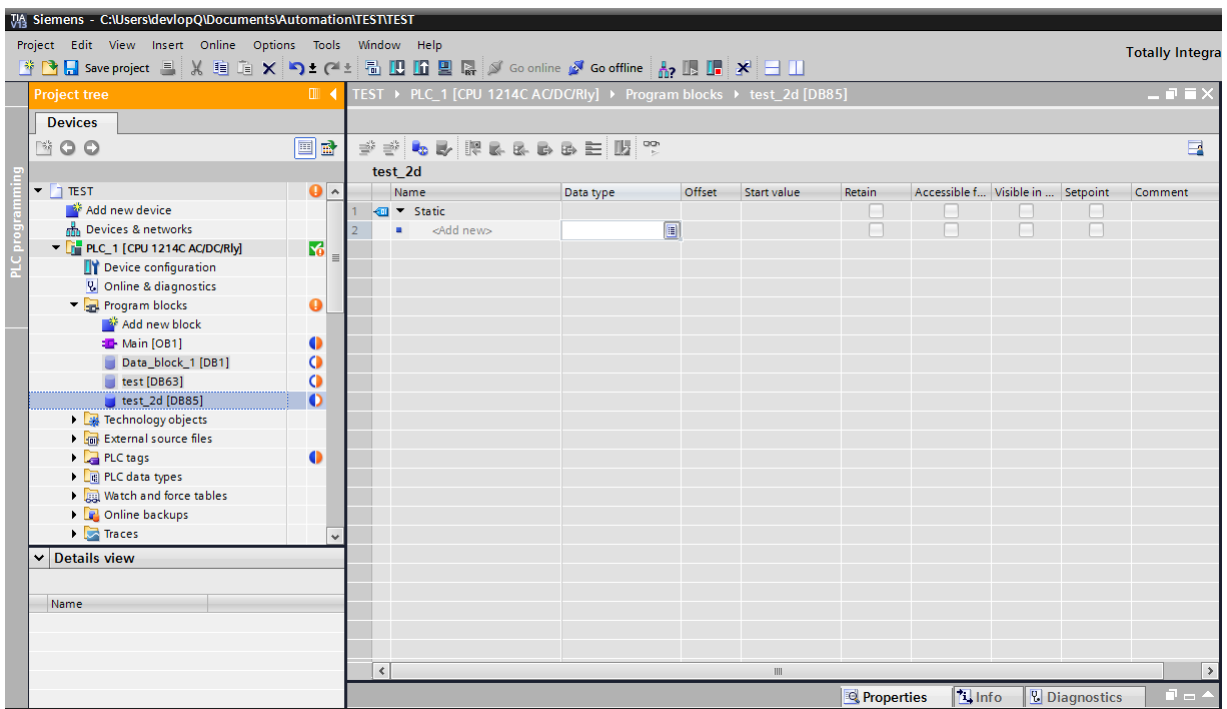 Siemens - C:\Users\devlopQ\Documents\Automation\TEST\TEST
Project Edit View Insert Online Options Tools Window Help
Totally Integra
Save project Go online Go offline
Project tree
TEST PLC_1 [CPU 1214C AC/DC/Rly] Program blocks test_2d [DB85]
Devices
PLC programming
test_2d
Name Data type Offset Start value Retain Accessible f... Visible in ... Setpoint Comment
1 Static
2 <Add new>
TEST
Add new device
Devices & networks
PLC_1 [CPU 1214C AC/DC/Rly]
Device configuration
Online & diagnostics
Program blocks
Add new block
Main [OB1]
Data_block_1 [DB1]
test [DB63]
test_2d [DB85]
Technology objects
External source files
PLC tags
PLC data types
Watch and force tables
Online backups
Traces
Details view
Name
Properties Info Diagnostics